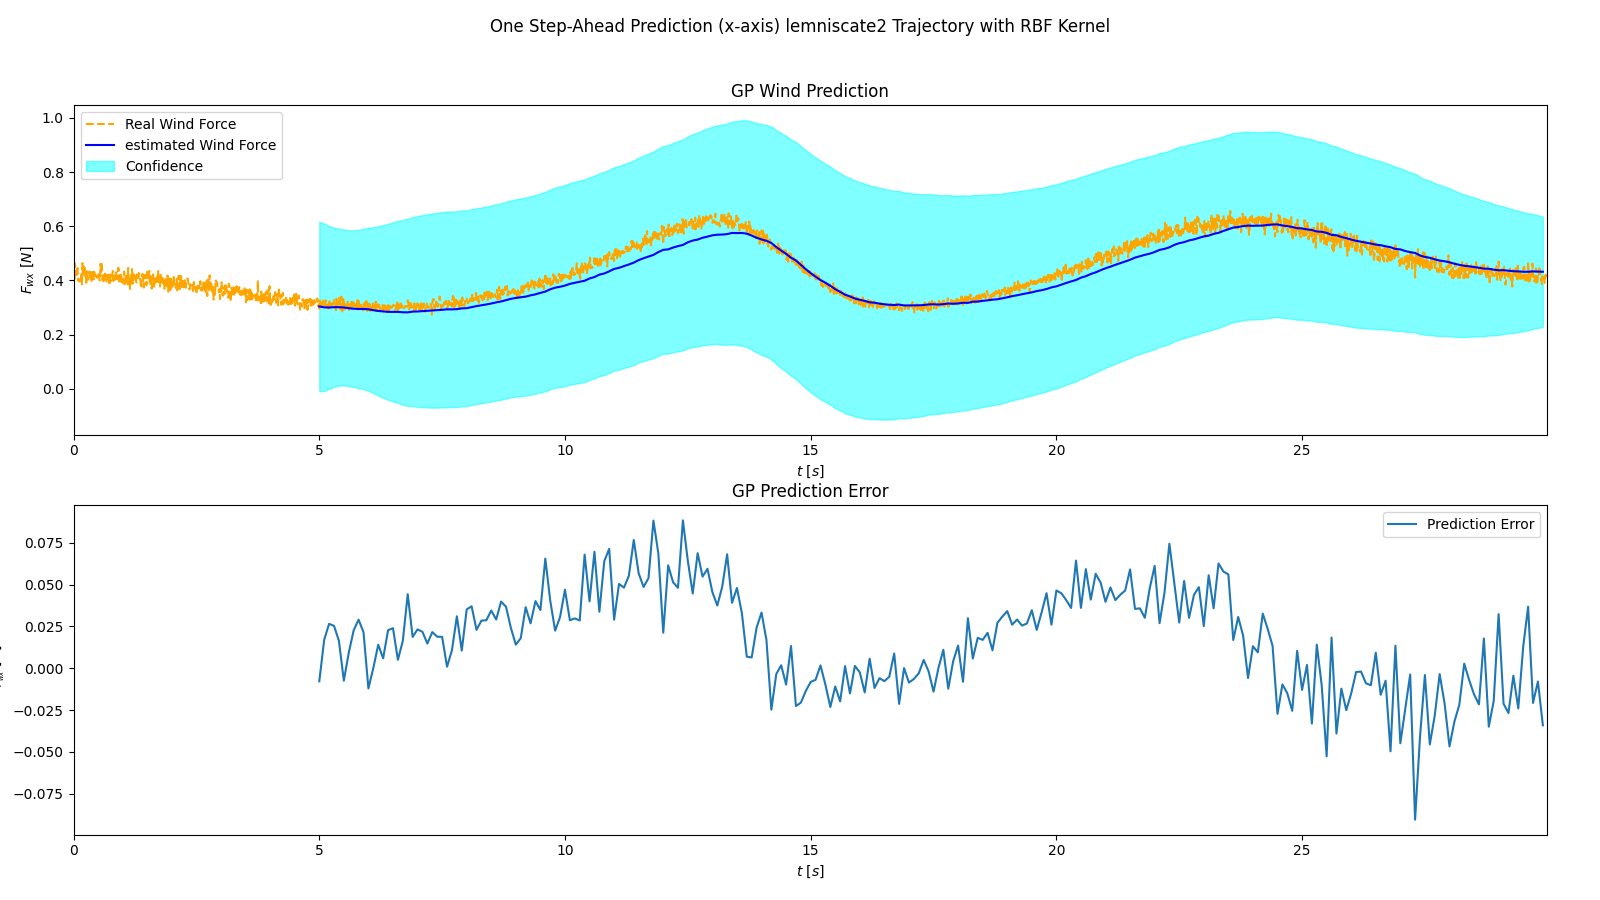 One Step-Ahead Prediction (x-axis) lemniscate2 Trajectory with RBF Kernel
GP Wind Prediction
Real Wind Force
estimated Wind Force
Confidence
1.0
0.8
0.6
0.4
0.2
0.0
F_wx [N]
0 5 10 15 20 25
t [s]
GP Prediction Error
Prediction Error
0.075
0.050
0.025
0.000
−0.025
−0.050
−0.075
0 5 10 15 20 25
t [s]